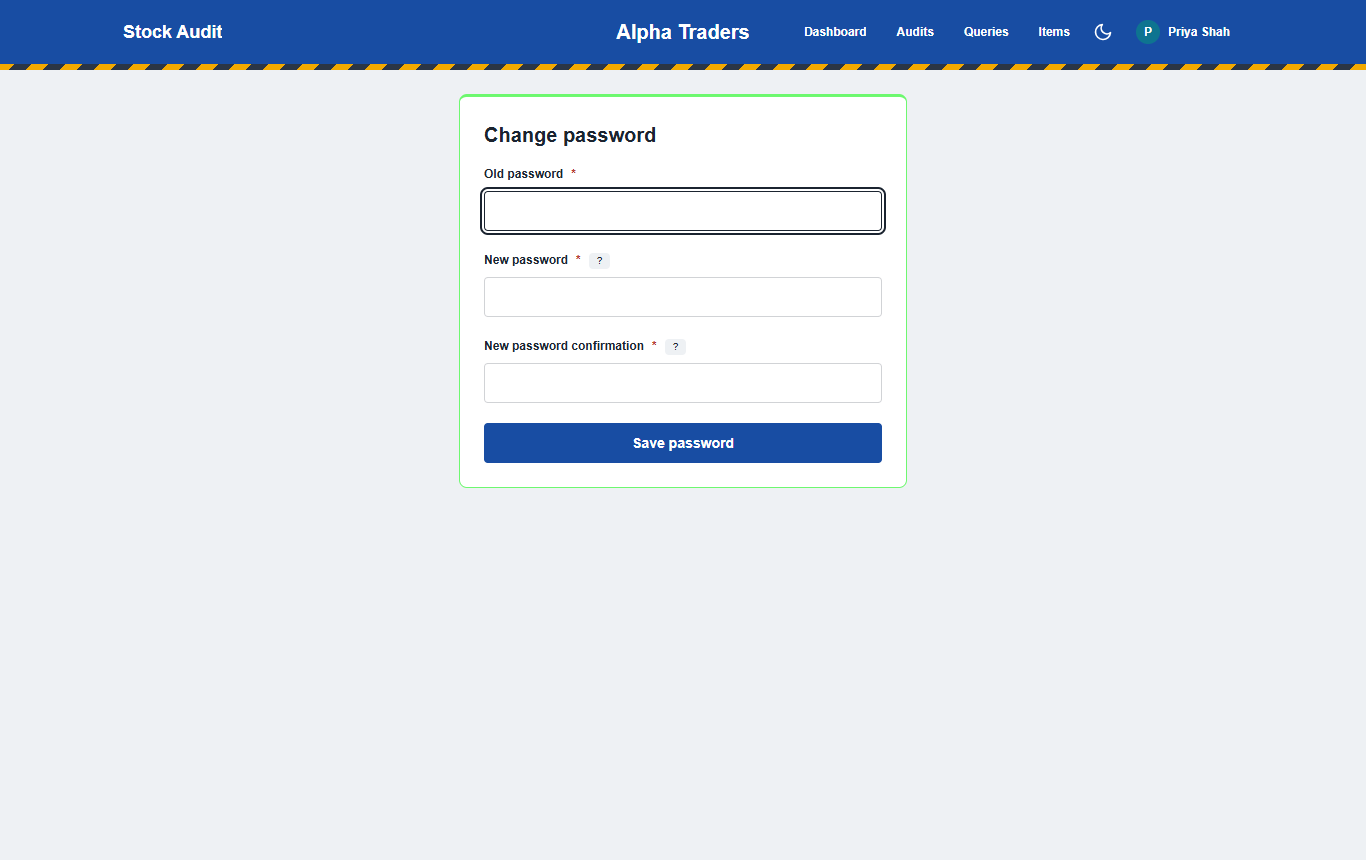 Stock Audit
Alpha Traders
Dashboard
Audits
Queries
Items
P
Priya Shah
Change password
Old password *
New password * ?
New password confirmation * ?
Save password